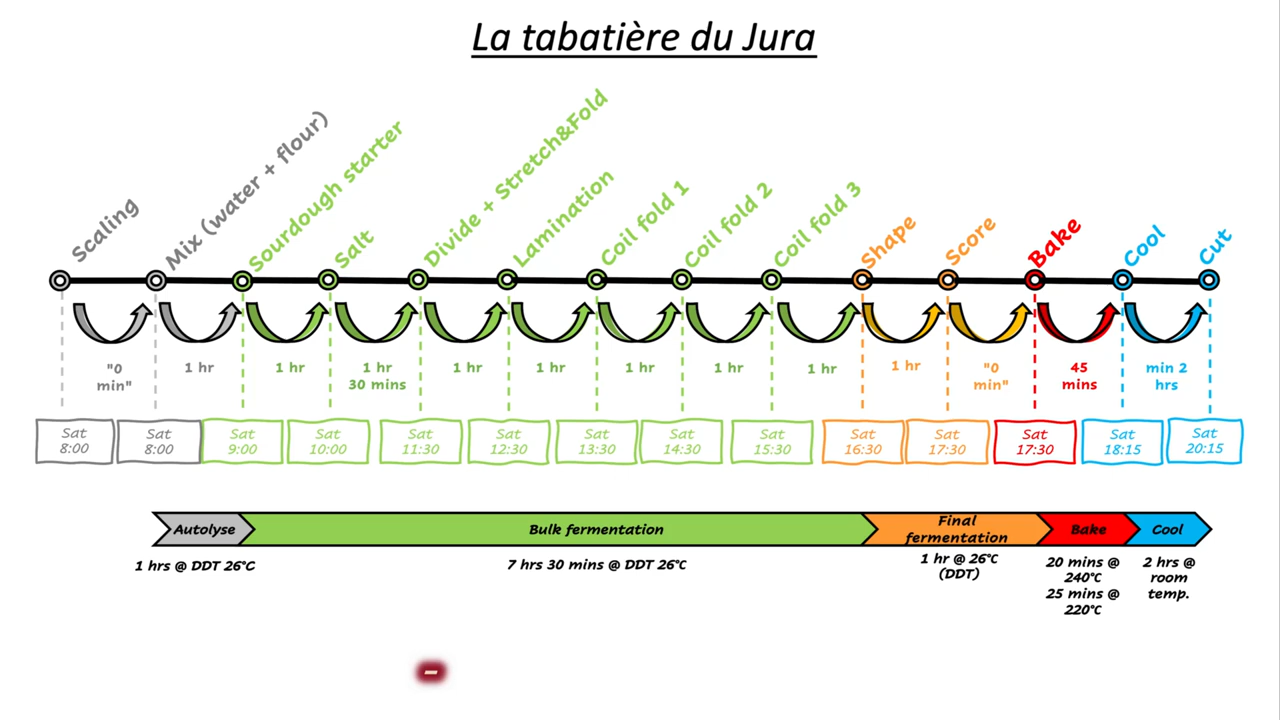 La tabatière du Jura
Scaling
Mix (water + flour)
Sourdough starter
Salt
Divide + Stretch&Fold
Lamination
Coil fold 1
Coil fold 2
Coil fold 3
Shape
Score
Bake
Cool
Cut
"0
min"
1 hr
1 hr
1 hr
30 mins
1 hr
1 hr
1 hr
1 hr
1 hr
1 hr
"0
min"
45
mins
min 2
hrs
Sat
8:00
Sat
8:00
Sat
9:00
Sat
10:00
Sat
11:30
Sat
12:30
Sat
13:30
Sat
14:30
Sat
15:30
Sat
16:30
Sat
17:30
Sat
17:30
Sat
18:15
Sat
20:15
Autolyse
Bulk fermentation
Final
fermentation
Bake
Cool
1 hrs @ DDT 26°C
7 hrs 30 mins @ DDT 26°C
1 hr @ 26°C
(DDT)
20 mins @
240°C
25 mins @
220°C
2 hrs @
room
temp.
-